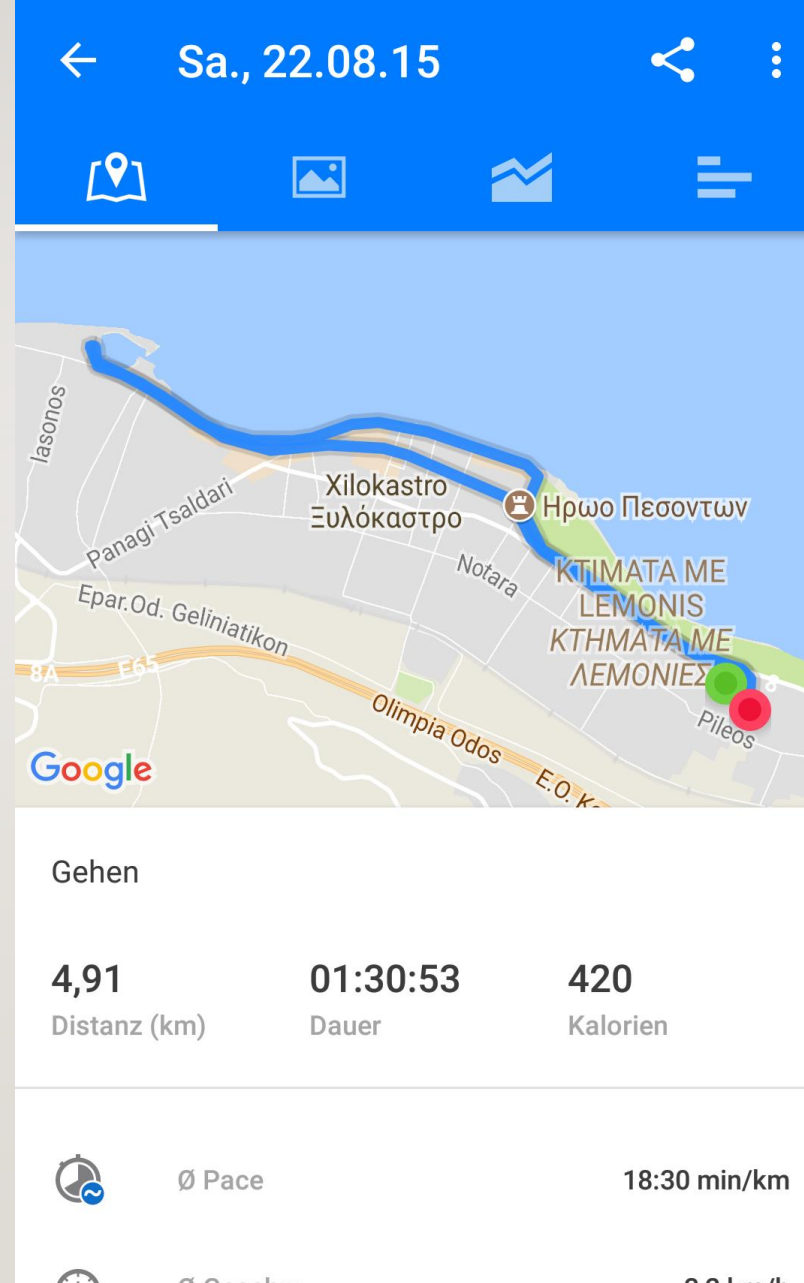 Sa., 22.08.15
Iasonos
Panagi Tsaldari
Xilokastro
Ξυλόκαστρο
Ηρωο Πεσοντων
Notara
KTIMATA ME
LEMONIS
ΚΤΗΜΑΤΑ ΜΕ
ΛΕΜΟΝΙΕΣ
Epar.Od. Geliniatikon
8A
E65
8
Pileos
Olimpia Odos
E.O.
Google
Gehen
4,91 01:30:53 420
Distanz (km) Dauer Kalorien
Ø Pace 18:30 min/km